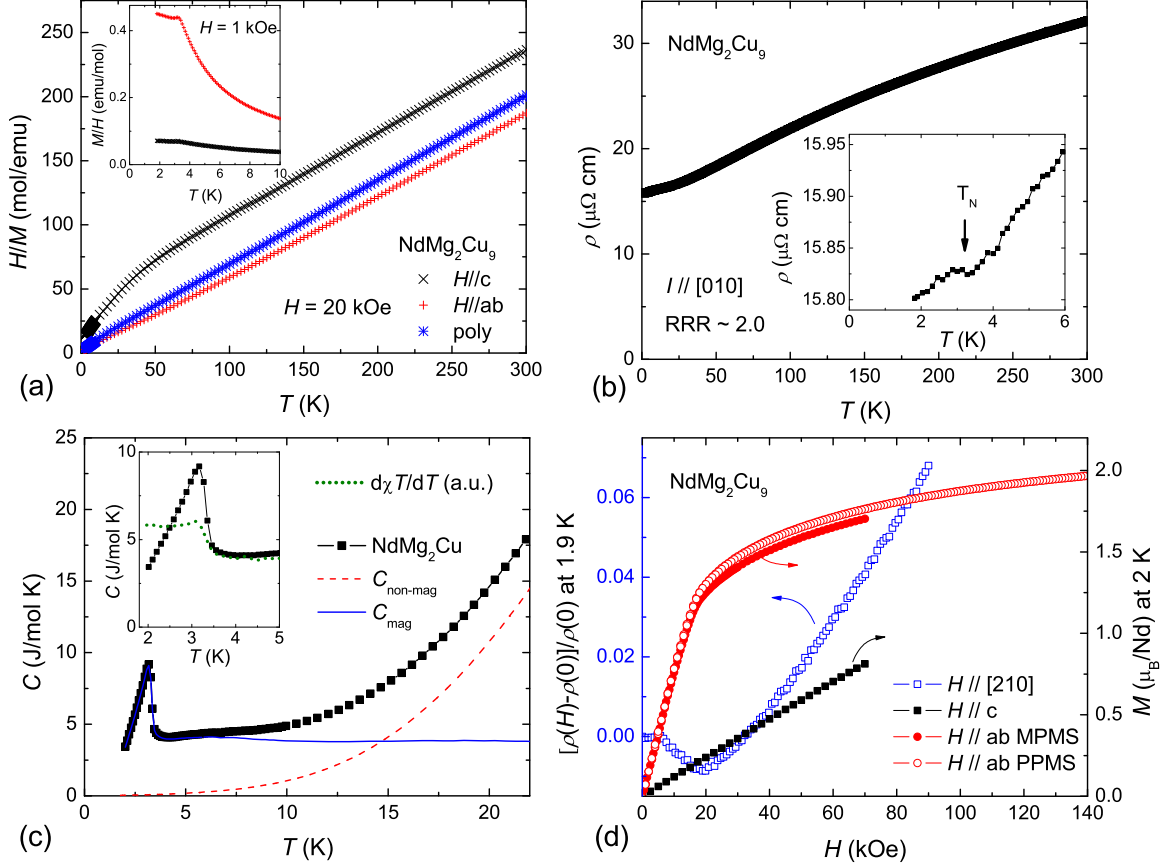 H = 1 kOe
M/H (emu/mol)
0.4
0.2
0.0
0 2 4 6 8 10
T (K)
H/M (mol/emu)
300
250
200
150
100
50
0
NdMg2Cu9
H//c
H//ab
poly
H = 20 kOe
0 50 100 150 200 250 300
T (K)
(a)
NdMg2Cu9
ρ (μΩ cm)
30
20
10
0
I // [010]
RRR ~ 2.0
TN
ρ (μΩ cm)
15.95
15.90
15.85
15.80
0 2 4 6
T (K)
0 50 100 150 200 250 300
T (K)
(b)
C (J/mol K)
25
20
15
10
5
0
C (J/mol K)
10
5
0
2 3 4 5
T (K)
dχT/dT (a.u.)
NdMg2Cu
Cnon-mag
Cmag
0 5 10 15 20
T (K)
(c)
NdMg2Cu9
[ρ(H)-ρ(0)]/ρ(0) at 1.9 K
0.06
0.04
0.02
0.00
2.0
1.5
1.0
0.5
0.0
M (μB/Nd) at 2 K
H // [210]
H // c
H // ab MPMS
H // ab PPMS
0 20 40 60 80 100 120 140
H (kOe)
(d)